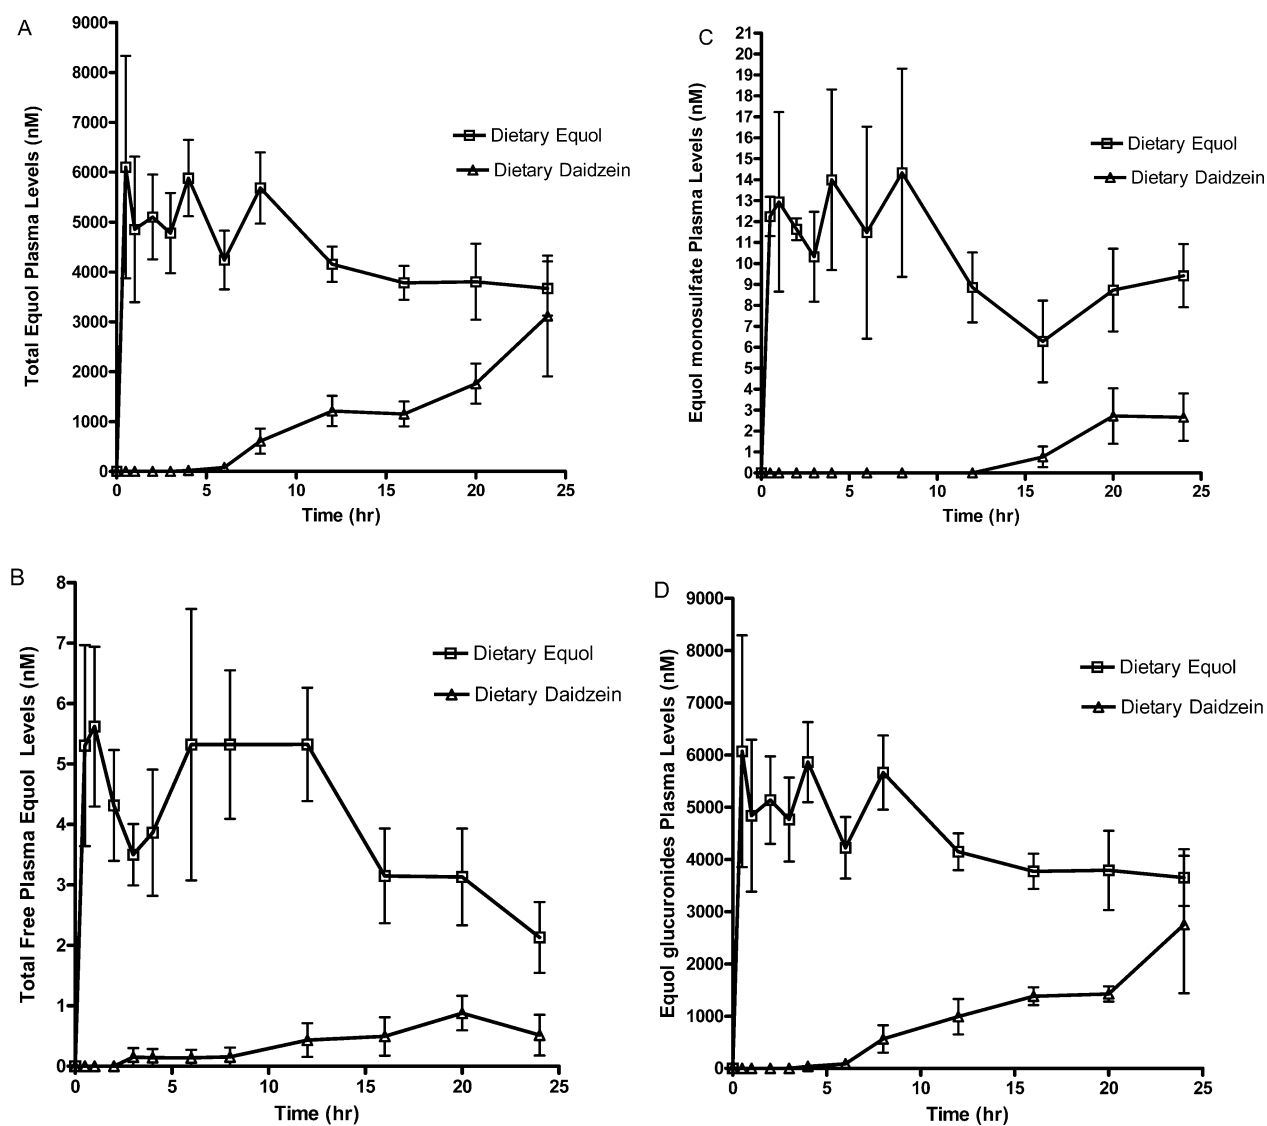 A
Total Equol Plasma Levels (nM)
9000
8000
7000
6000
5000
4000
3000
2000
1000
0
0 5 10 15 20 25
Time (hr)
Dietary Equol
Dietary Daidzein
C
Equol monosulfate Plasma Levels (nM)
21
20
19
18
17
16
15
14
13
12
11
10
9
8
7
6
5
4
3
2
1
0
0 5 10 15 20 25
Time (hr)
Dietary Equol
Dietary Daidzein
B
Total Free Plasma Equol Levels (nM)
8
7
6
5
4
3
2
1
0
0 5 10 15 20 25
Time (hr)
Dietary Equol
Dietary Daidzein
D
Equol glucuronides Plasma Levels (nM)
9000
8000
7000
6000
5000
4000
3000
2000
1000
0
0 5 10 15 20 25
Time (hr)
Dietary Equol
Dietary Daidzein